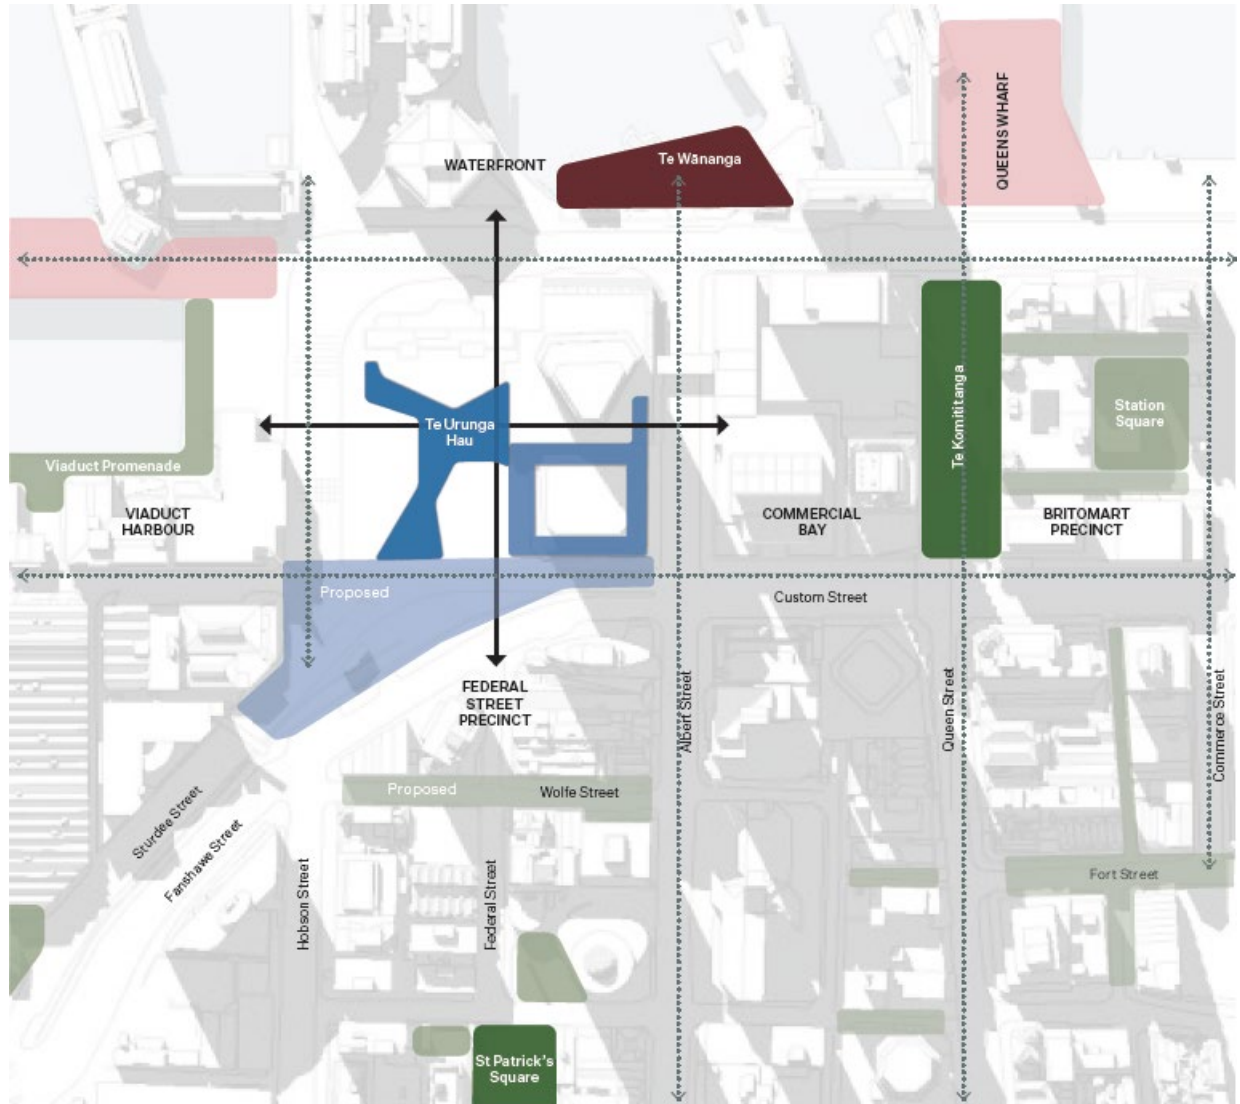 QUEENS WHARF
Te Wānanga
WATERFRONT
Te Komititanga
Station
Square
Te Urunga
Hau
Viaduct Promenade
VIADUCT
HARBOUR
COMMERCIAL
BAY
BRITOMART
PRECINCT
Proposed
Custom Street
FEDERAL
STREET
PRECINCT
Albert Street
Queen Street
Commerce Street
Proposed
Wolfe Street
Sturdee Street
Fanshawe Street
Hobson Street
Federal Street
Fort Street
St Patrick's
Square